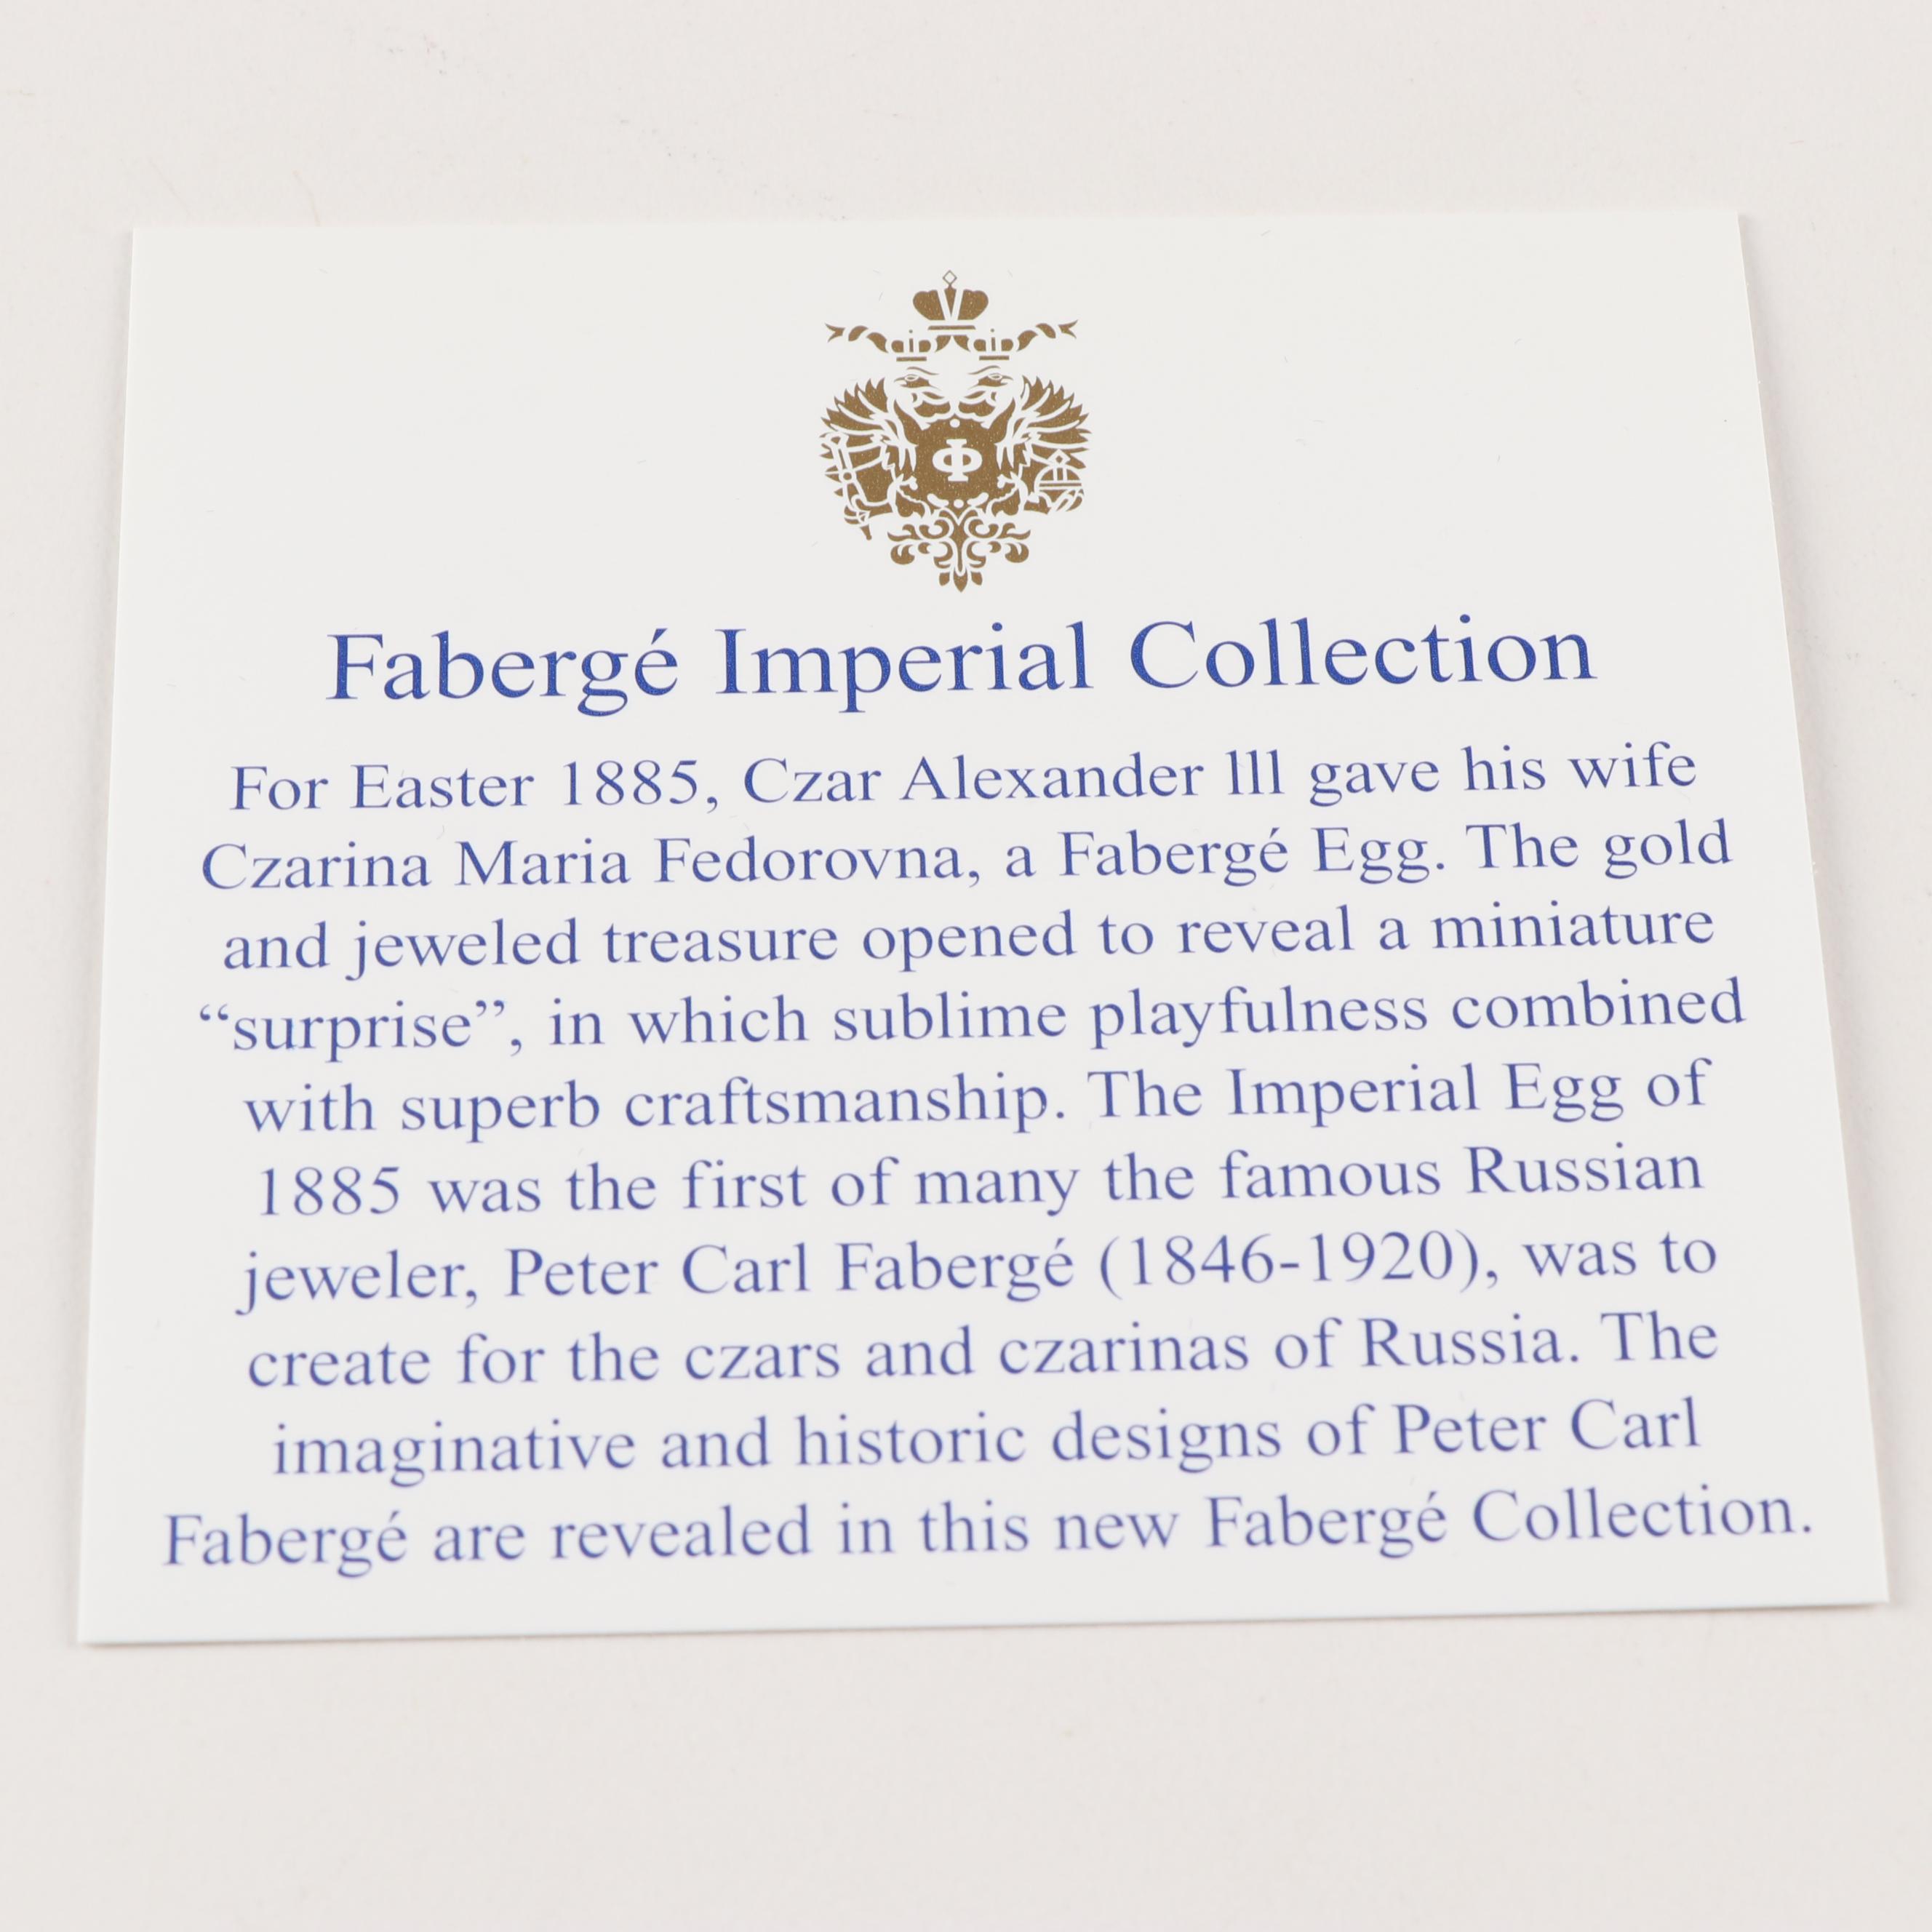 Ф
Fabergé Imperial Collection
For Easter 1885, Czar Alexander lll gave his wife
Czarina Maria Fedorovna, a Fabergé Egg. The gold
and jeweled treasure opened to reveal a miniature
“surprise”, in which sublime playfulness combined
with superb craftsmanship. The Imperial Egg of
1885 was the first of many the famous Russian
jeweler, Peter Carl Fabergé (1846-1920), was to
create for the czars and czarinas of Russia. The
imaginative and historic designs of Peter Carl
Fabergé are revealed in this new Fabergé Collection.